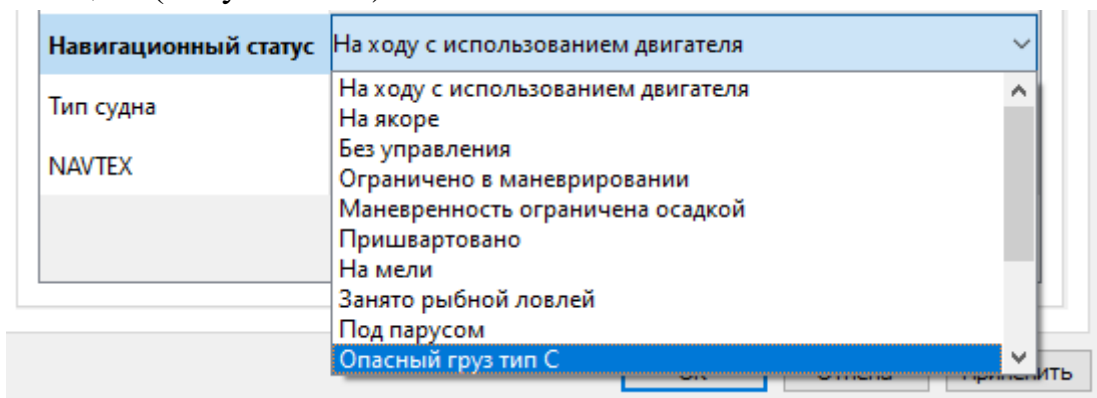 Навигационный статус На ходу с использованием двигателя
На ходу с использованием двигателя
Тип судна
На якоре
Без управления
NAVTEX
Ограничено в маневрировании
Маневренность ограничена осадкой
Пришвартовано
На мели
Занято рыбной ловлей
Под парусом
Опасный груз тип C